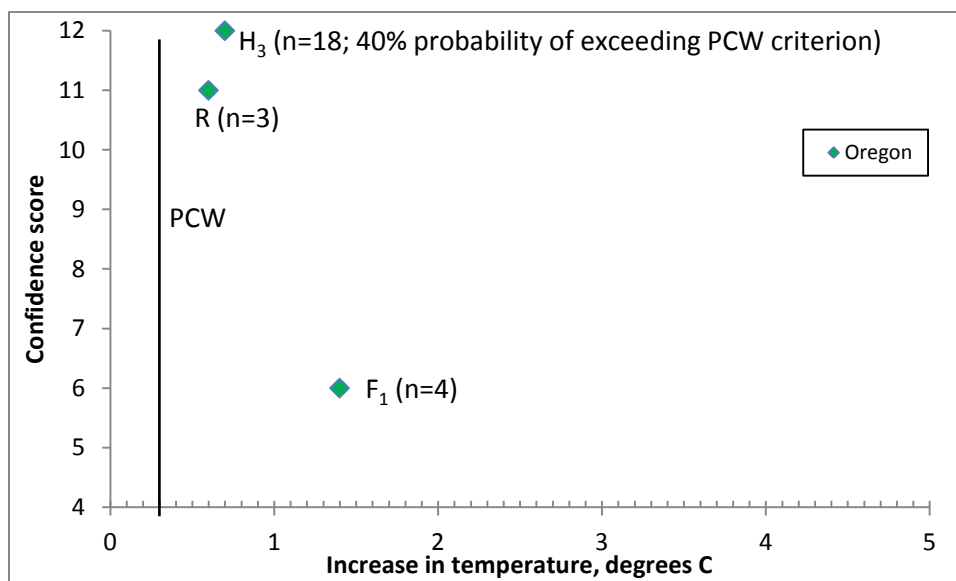 12
H3 (n=18; 40% probability of exceeding PCW criterion)
11
R (n=3)
10
Oregon
9
PCW
8
7
6
F1 (n=4)
5
4
Confidence score
0 1 2 3 4 5
Increase in temperature, degrees C